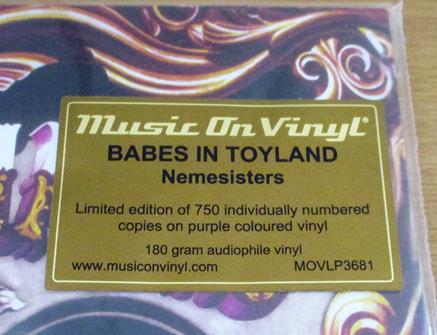 Music On Vinyl®
BABES IN TOYLAND
Nemesisters
Limited edition of 750 individually numbered
copies on purple coloured vinyl
180 gram audiophile vinyl
www.musiconvinyl.com MOVLP3681